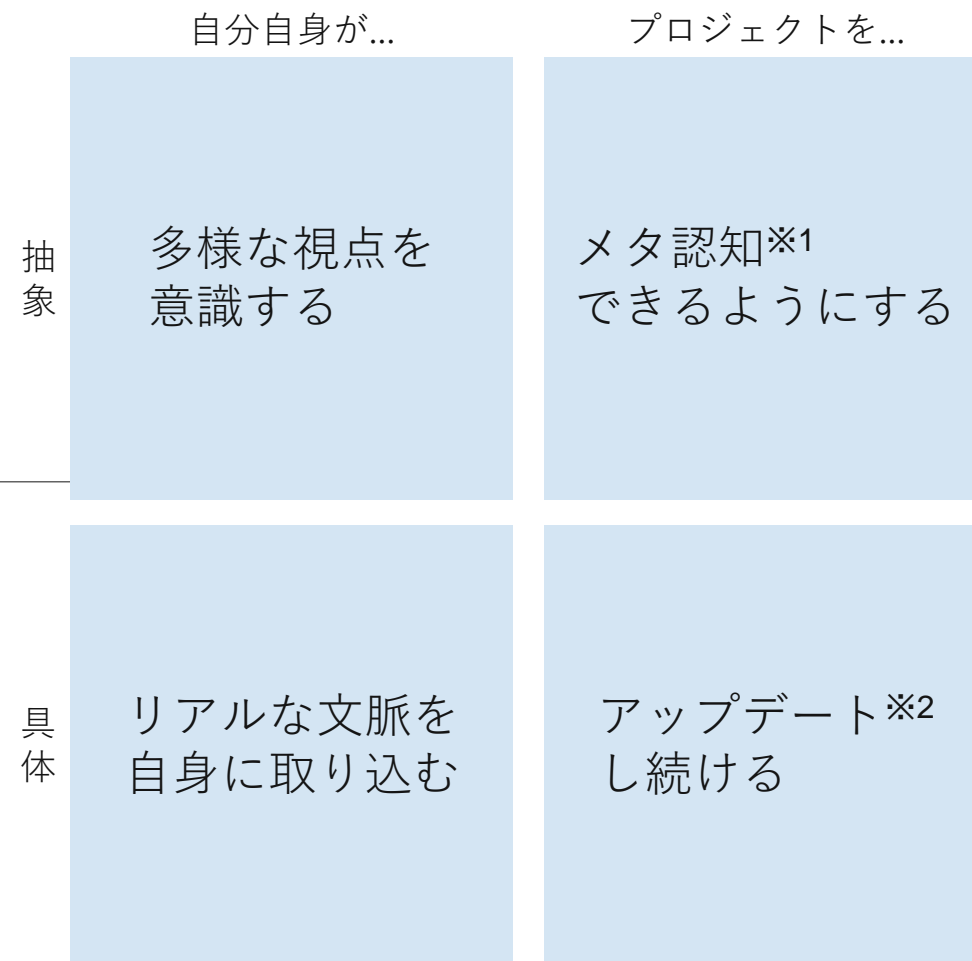 自分自身が...
プロジェクトを...
抽象
多様な視点を
意識する
メタ認知※1
できるようにする
具体
リアルな文脈を
自身に取り込む
アップデート※2
し続ける